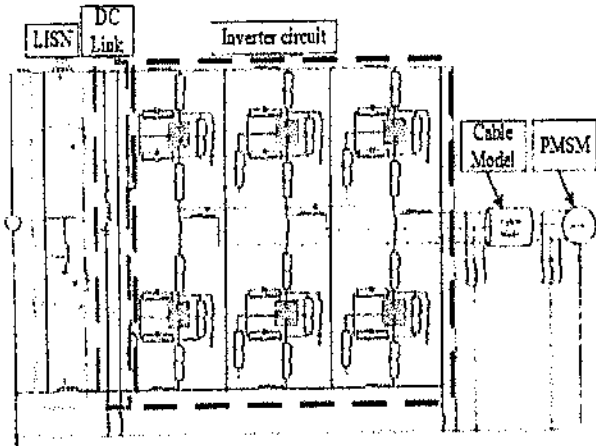 LISN
DC
Link
Inverter circuit
Cable
Model
PMSM